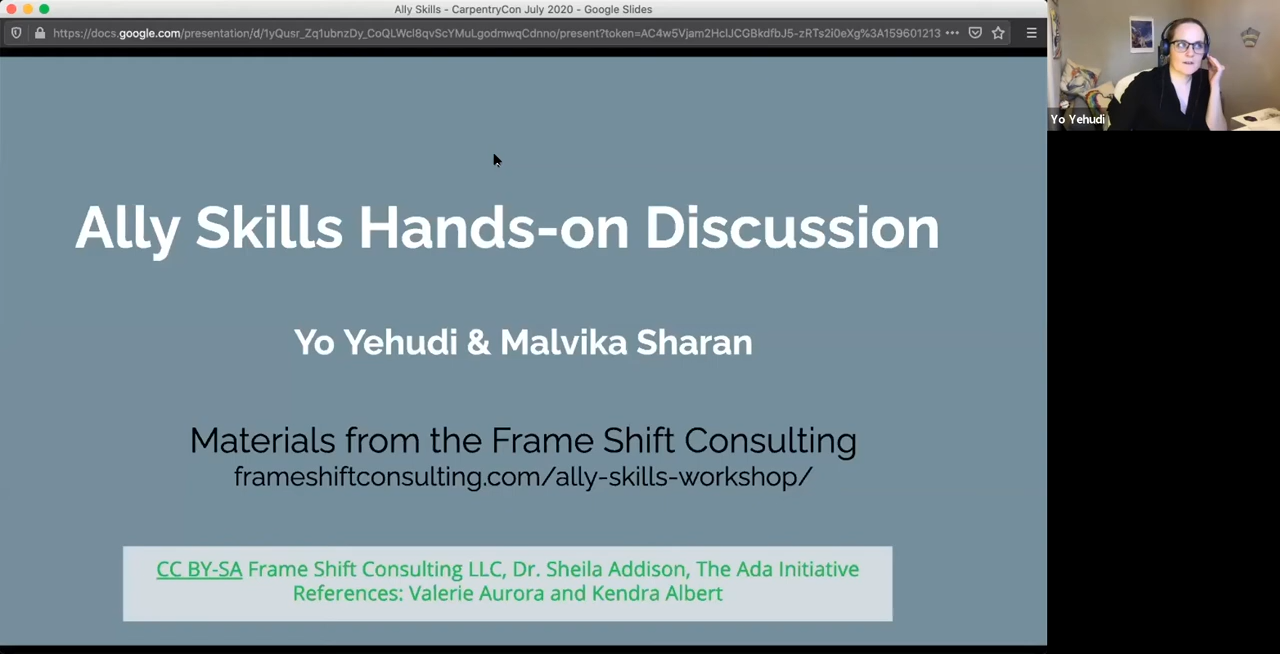 Ally Skills - CarpentryCon July 2020 - Google Slides
https://docs.google.com/presentation/d/1yQusr_Zq1ubnzDy_CoQLWcl8qvScYMuLgodmwqCdnno/present?token=AC4w5Vjam2HcIJCGBkdfbJ5-zRTs2i0eXg%3A159601213
Yo Yehudi
Ally Skills Hands-on Discussion
Yo Yehudi & Malvika Sharan
Materials from the Frame Shift Consulting
frameshiftconsulting.com/ally-skills-workshop/
CC BY-SA Frame Shift Consulting LLC, Dr. Sheila Addison, The Ada Initiative
References: Valerie Aurora and Kendra Albert